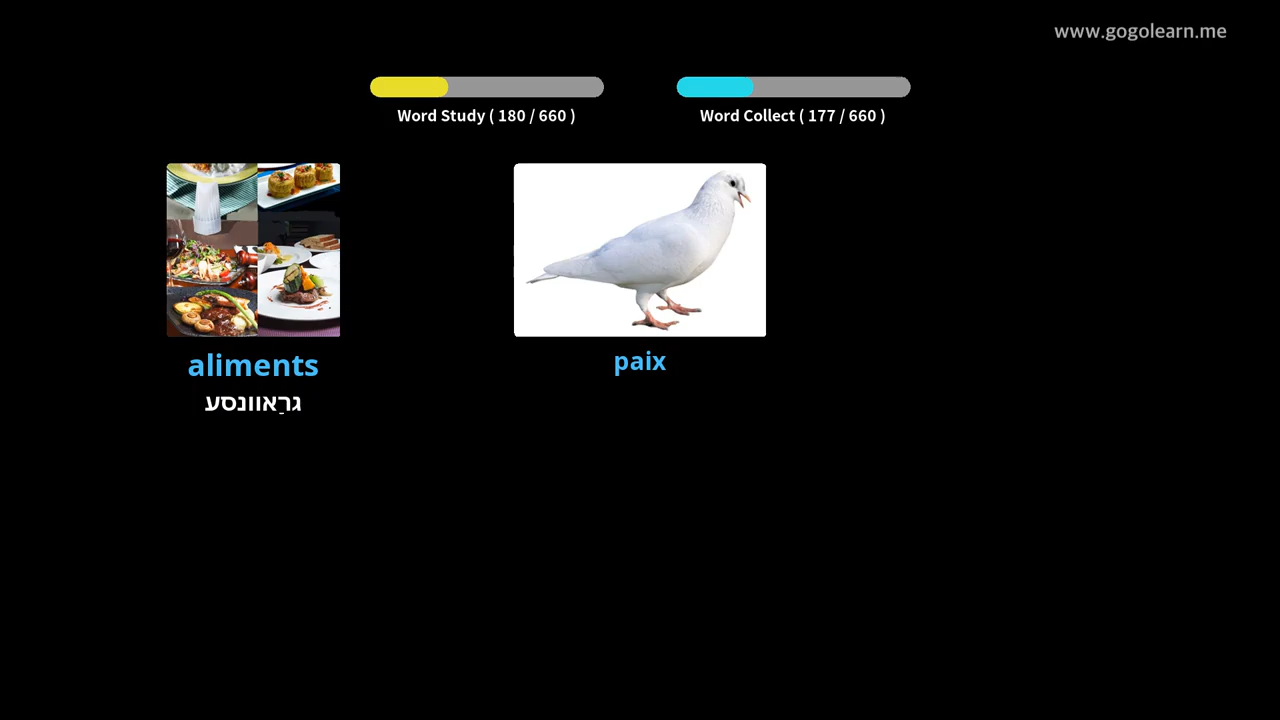 www.gogolearn.me
Word Study ( 180 / 660 )
Word Collect ( 177 / 660 )
aliments
גרַאוונסע
paix